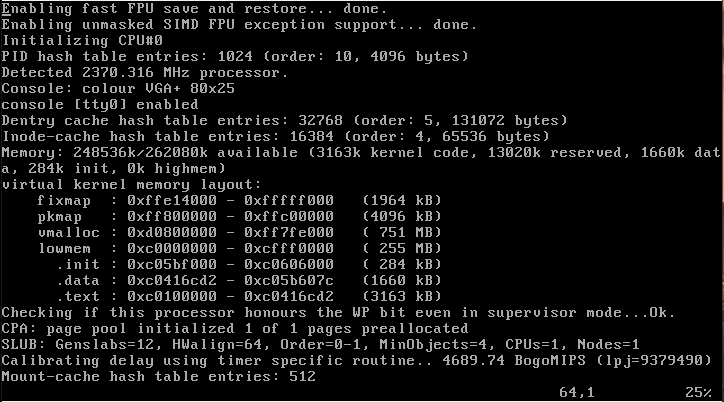 Enabling fast FPU save and restore... done.
Enabling unmasked SIMD FPU exception support... done.
Initializing CPU#0
PID hash table entries: 1024 (order: 10, 4096 bytes)
Detected 2370.316 MHz processor.
Console: colour VGA+ 80x25
console [tty0] enabled
Dentry cache hash table entries: 32768 (order: 5, 131072 bytes)
Inode-cache hash table entries: 16384 (order: 4, 65536 bytes)
Memory: 248536k/262080k available (3163k kernel code, 13020k reserved, 1660k dat
a, 284k init, 0k highmem)
virtual kernel memory layout:
    fixmap  : 0xffe14000 - 0xfffff000   (1964 kB)
    pkmap   : 0xff800000 - 0xffc00000   (4096 kB)
    vmalloc : 0xd0800000 - 0xff7fe000   ( 751 MB)
    lowmem  : 0xc0000000 - 0xcfff0000   ( 255 MB)
      .init : 0xc05bf000 - 0xc0606000   ( 284 kB)
      .data : 0xc0416cd2 - 0xc05b607c   (1660 kB)
      .text : 0xc0100000 - 0xc0416cd2   (3163 kB)
Checking if this processor honours the WP bit even in supervisor mode...Ok.
CPA: page pool initialized 1 of 1 pages preallocated
SLUB: Genslabs=12, HWalign=64, Order=0-1, MinObjects=4, CPUs=1, Nodes=1
Calibrating delay using timer specific routine.. 4689.74 BogoMIPS (lpj=9379490)
Mount-cache hash table entries: 512
64,1          25%